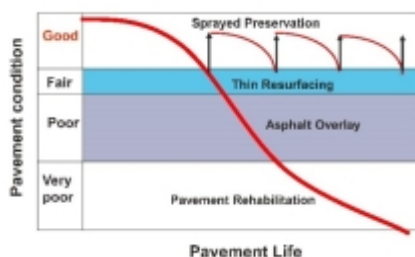 Pavement condition
Good
Sprayed Preservation
Fair
Thin Resurfacing
Poor
Asphalt Overlay
Very
poor
Pavement Rehabilitation
Pavement Life